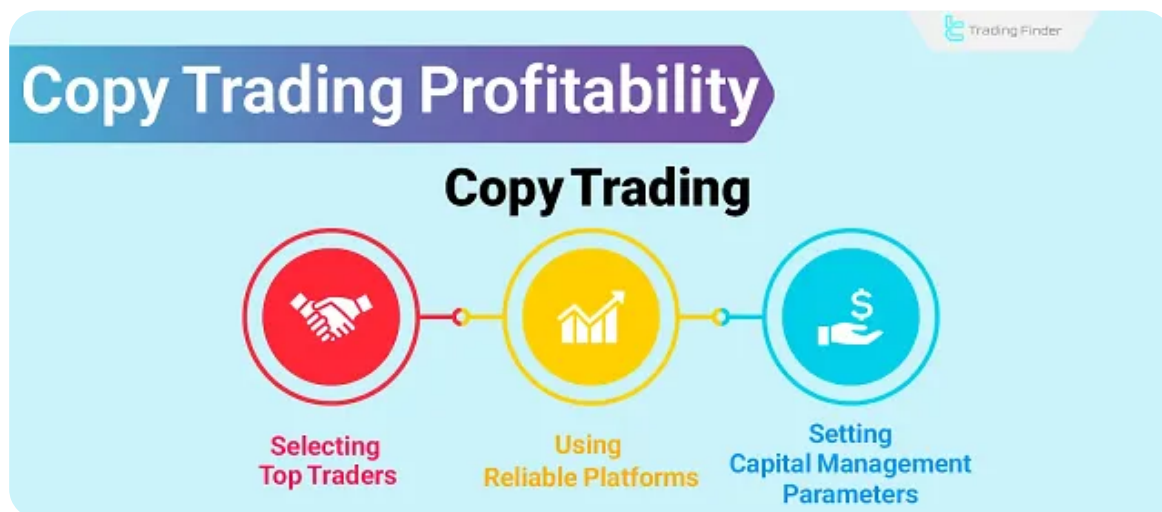 Trading Finder
Copy Trading Profitability
Copy Trading
Selecting
Top Traders
Using
Reliable Platforms
Setting
Capital Management
Parameters